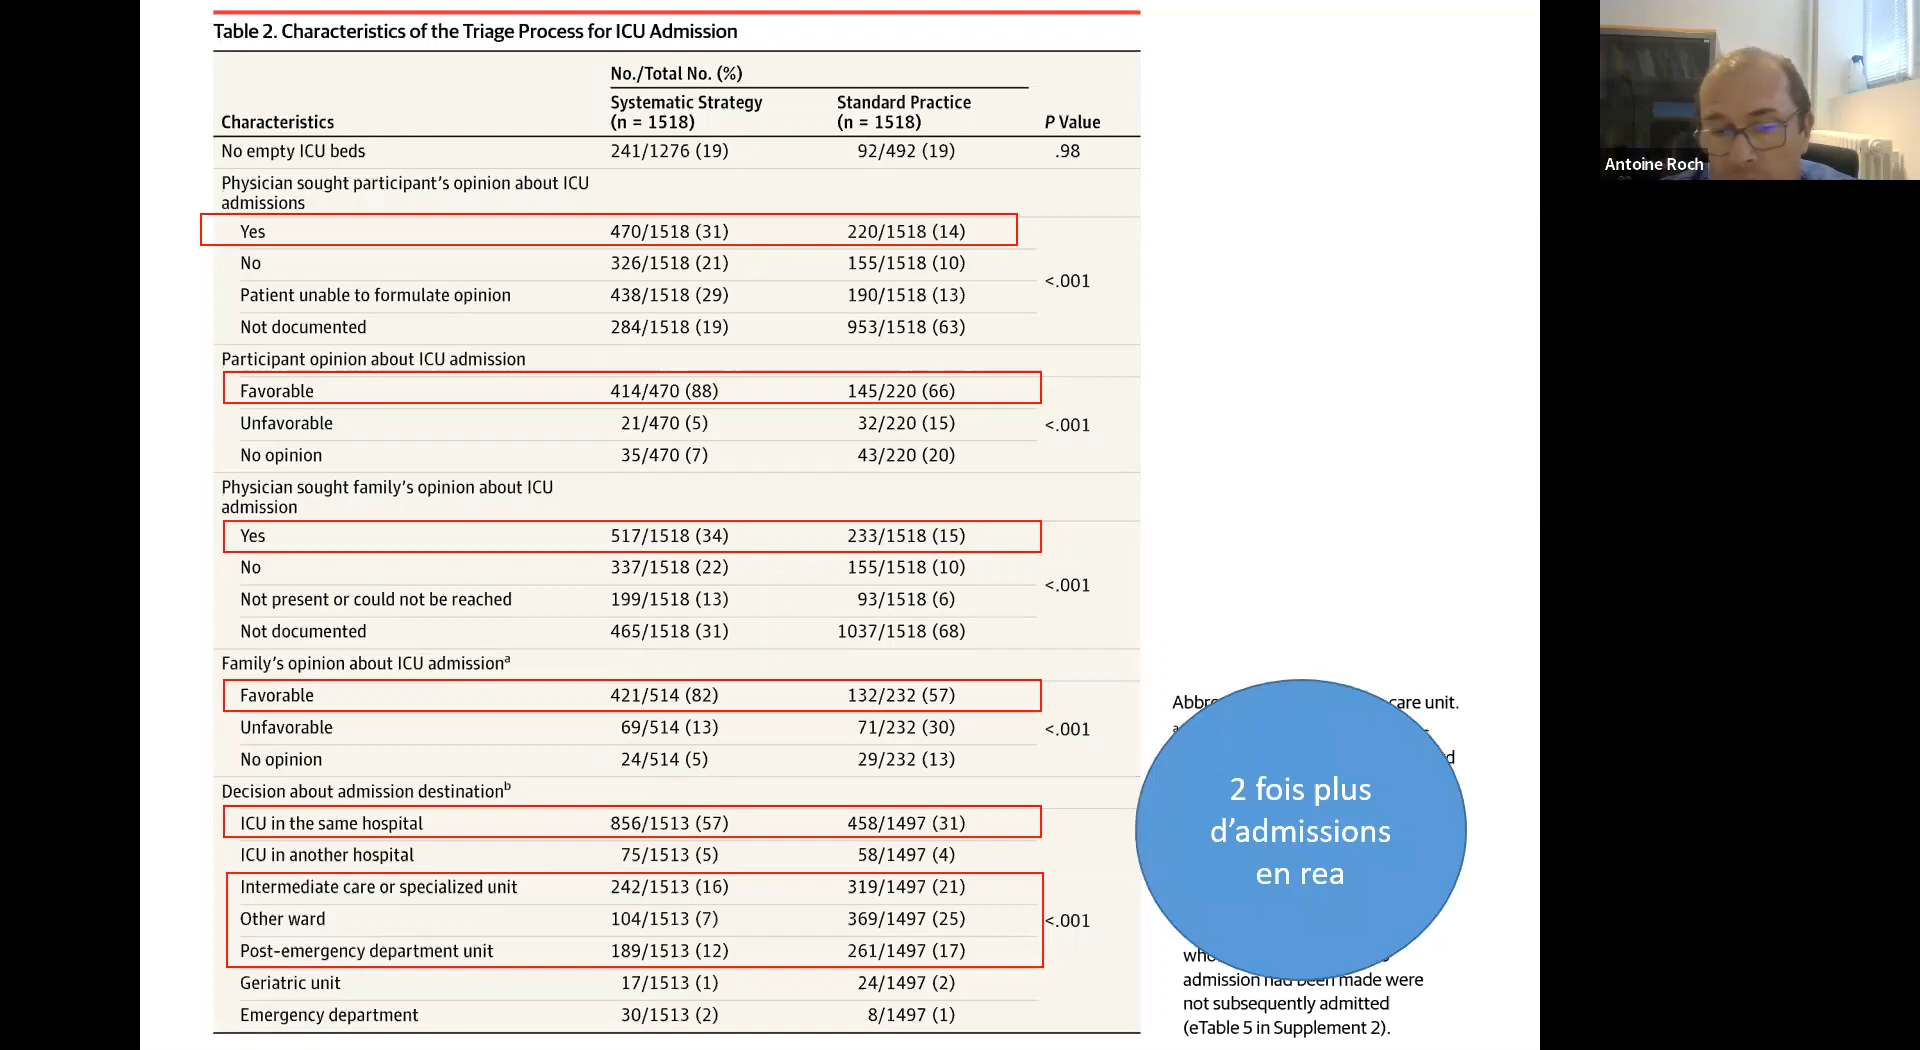 Table 2. Characteristics of the Triage Process for ICU Admission
No./Total No. (%)
Characteristics Systematic Strategy (n = 1518) Standard Practice (n = 1518) P Value
No empty ICU beds 241/1276 (19) 92/492 (19) .98
Physician sought participant's opinion about ICU
admissions
Yes 470/1518 (31) 220/1518 (14)
No 326/1518 (21) 155/1518 (10)
<.001
Patient unable to formulate opinion 438/1518 (29) 190/1518 (13)
Not documented 284/1518 (19) 953/1518 (63)
Participant opinion about ICU admission
Favorable 414/470 (88) 145/220 (66)
Unfavorable 21/470 (5) 32/220 (15) <.001
No opinion 35/470 (7) 43/220 (20)
Physician sought family's opinion about ICU
admission
Yes 517/1518 (34) 233/1518 (15)
No 337/1518 (22) 155/1518 (10)
<.001
Not present or could not be reached 199/1518 (13) 93/1518 (6)
Not documented 465/1518 (31) 1037/1518 (68)
Family's opinion about ICU admissionª
Favorable 421/514 (82) 132/232 (57)
Unfavorable 69/514 (13) 71/232 (30) <.001
No opinion 24/514 (5) 29/232 (13)
Decision about admission destinationᵇ
ICU in the same hospital 856/1513 (57) 458/1497 (31)
ICU in another hospital 75/1513 (5) 58/1497 (4)
Intermediate care or specialized unit 242/1513 (16) 319/1497 (21)
Other ward 104/1513 (7) 369/1497 (25) <.001
Post-emergency department unit 189/1513 (12) 261/1497 (17)
Geriatric unit 17/1513 (1) 24/1497 (2)
Emergency department 30/1513 (2) 8/1497 (1)
care unit.
2 fois plus
d'admissions
en rea
admission had been made were
not subsequently admitted
(eTable 5 in Supplement 2).
Antoine Roch